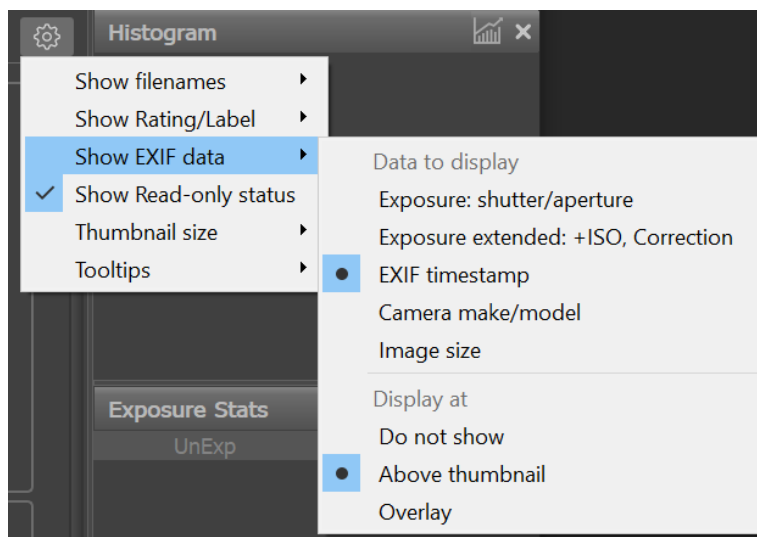 Histogram
Show filenames
Show Rating/Label
Show EXIF data
Show Read-only status
Thumbnail size
Tooltips
Data to display
Exposure: shutter/aperture
Exposure extended: +ISO, Correction
EXIF timestamp
Camera make/model
Image size
Display at
Do not show
Above thumbnail
Overlay
Exposure Stats
UnExp